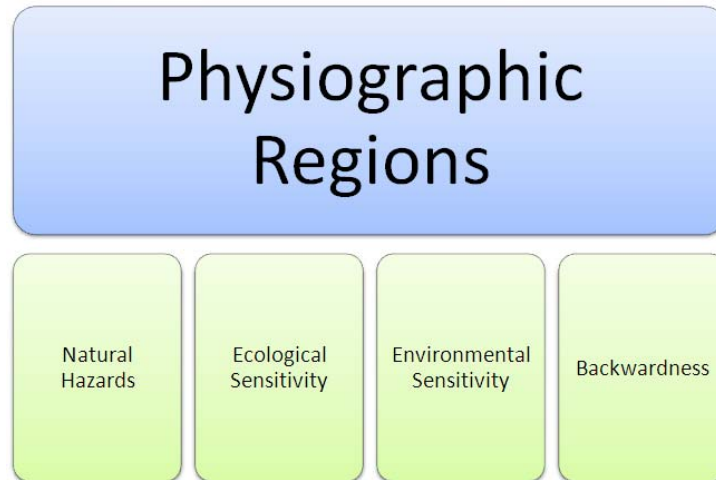 Physiographic
Regions
Natural
Hazards
Ecological
Sensitivity
Environmental
Sensitivity
Backwardness